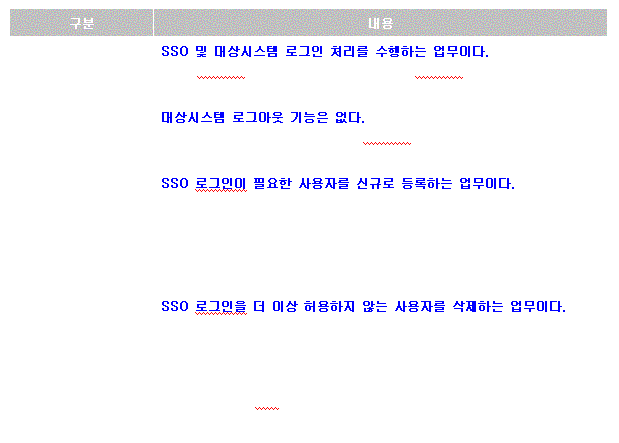 구분 내용
SSO 및 대상시스템 로그인 처리를 수행하는 업무이다.
대상시스템 로그아웃 기능은 없다.
SSO 로그인이 필요한 사용자를 신규로 등록하는 업무이다.
SSO 로그인을 더 이상 허용하지 않는 사용자를 삭제하는 업무이다.